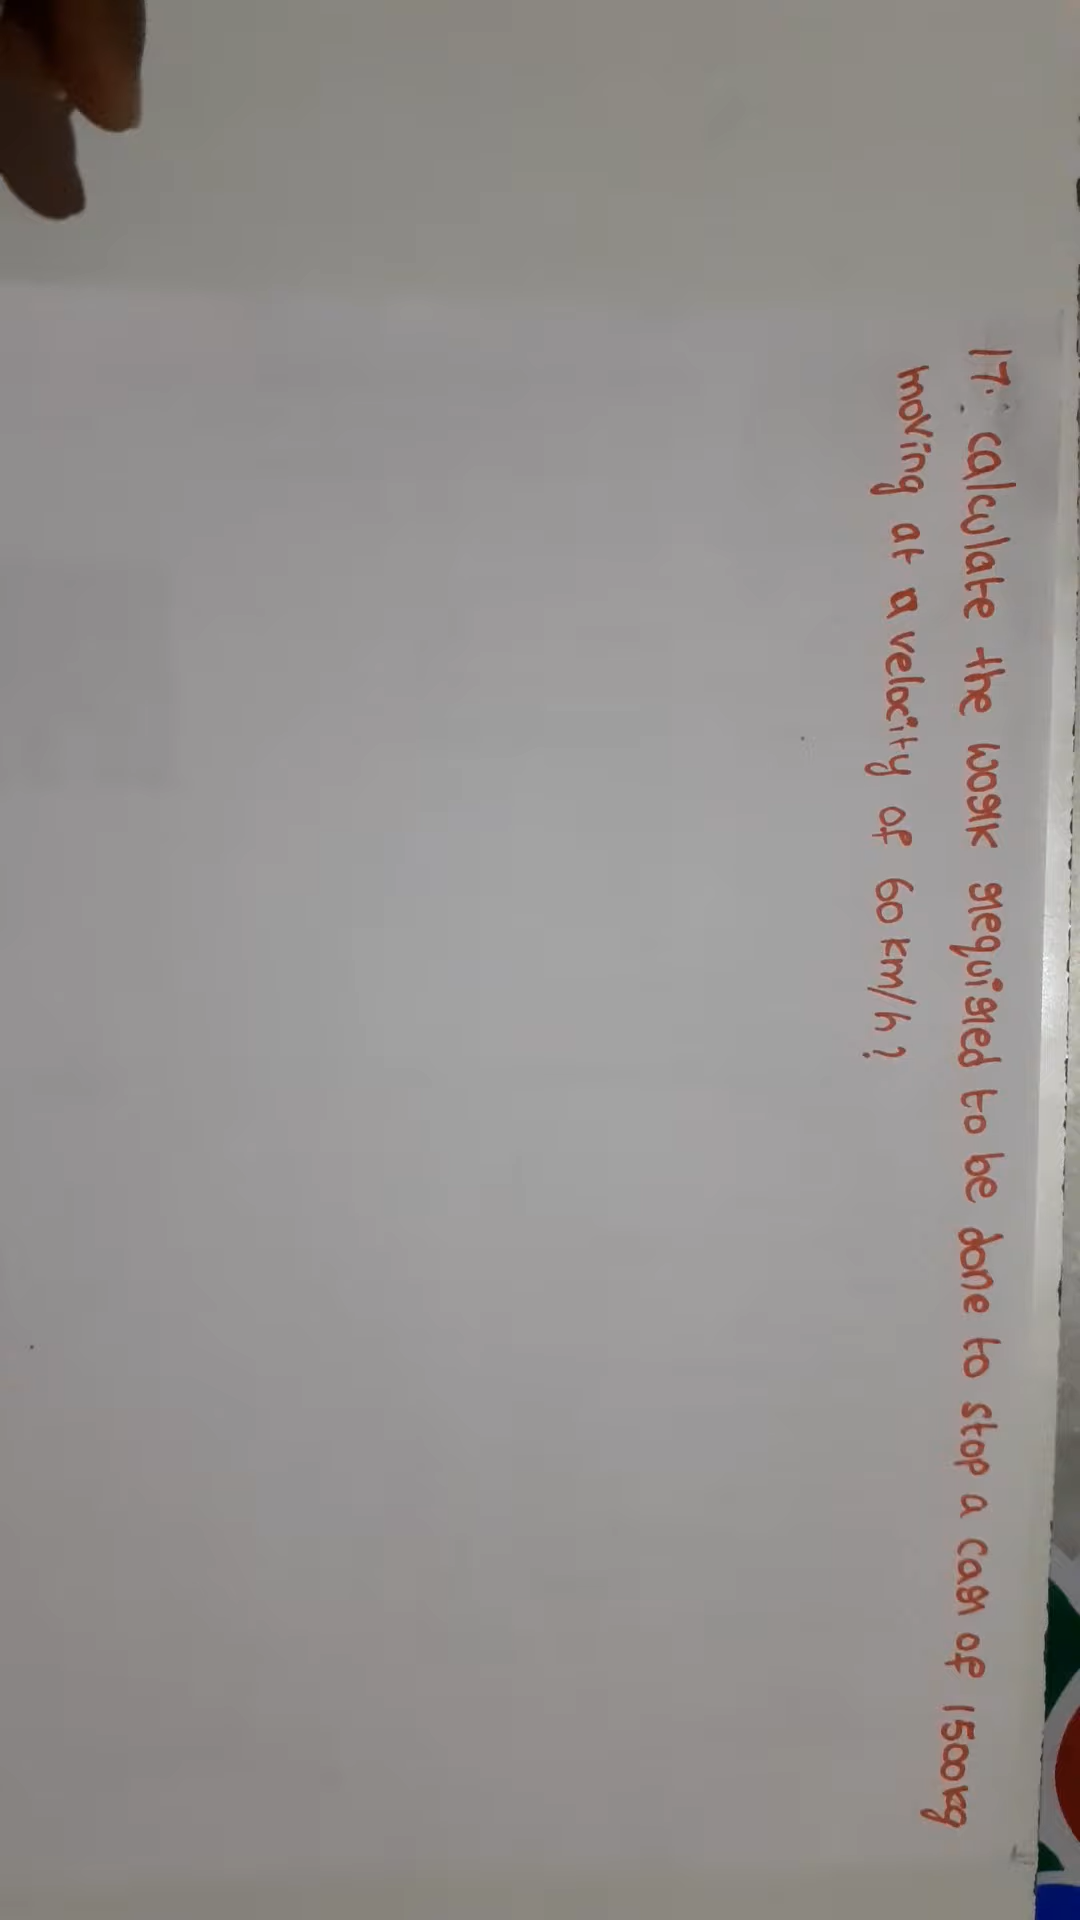 17. calculate the work required to be done to stop a car of 1500kg
moving at a velocity of 60 km/h?